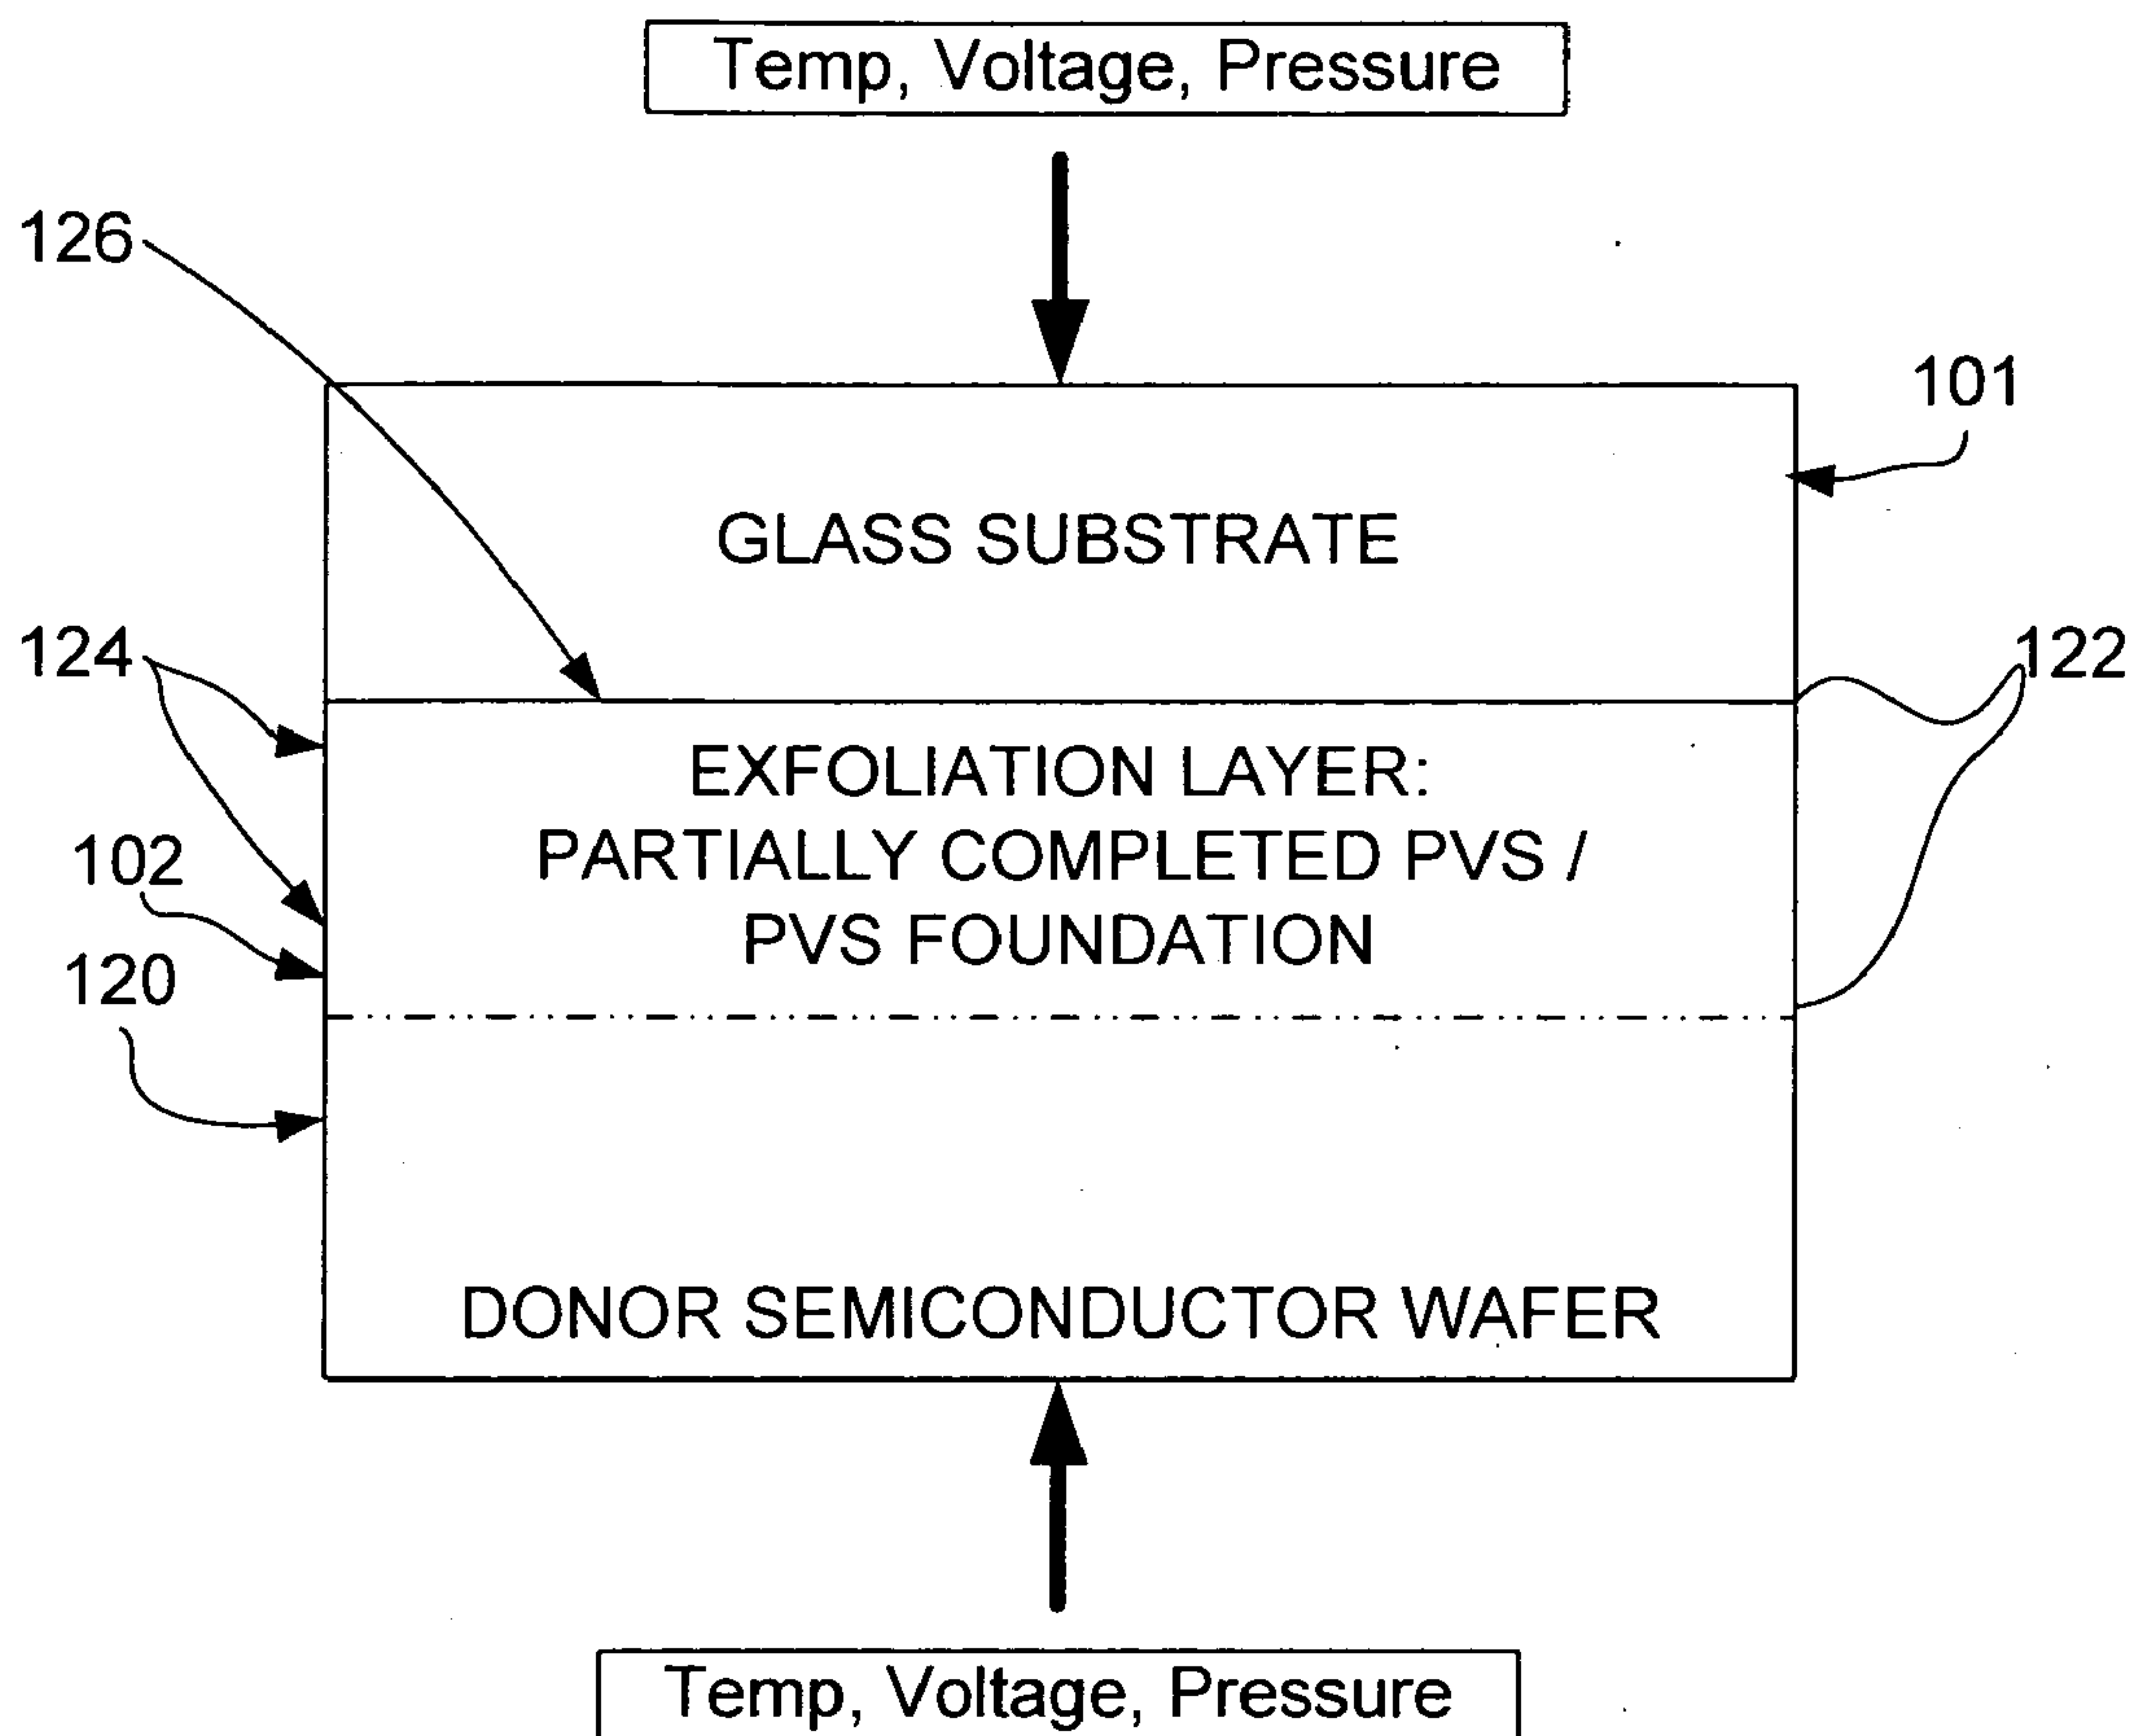 Temp, Voltage, Pressure
126
101
GLASS SUBSTRATE
124
122
EXFOLIATION LAYER:
PARTIALLY COMPLETED PVS /
102
PVS FOUNDATION
120
DONOR SEMICONDUCTOR WAFER
Temp, Voltage, Pressure